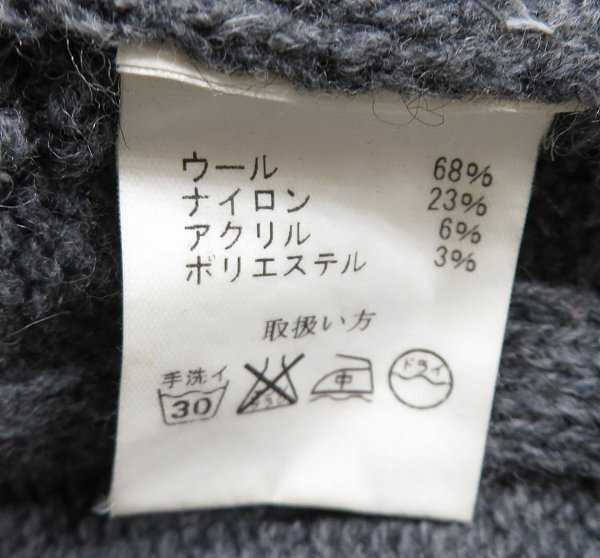 ウール 68%
ナイロン 23%
アクリル 6%
ポリエステル 3%
取扱い方
手洗イ 中 ドライ
30